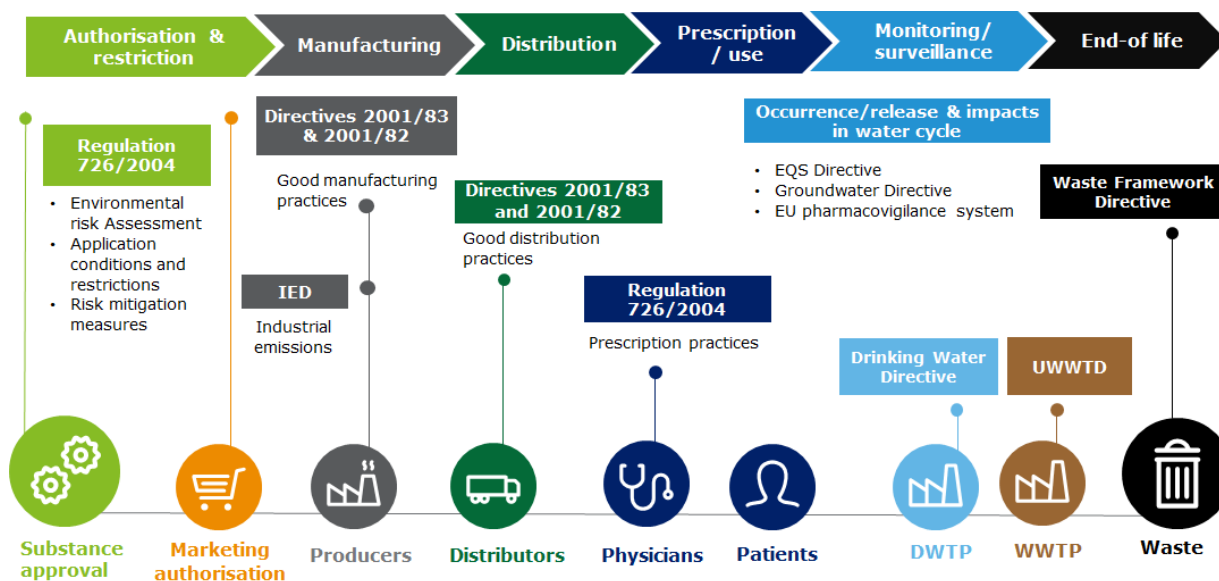 Authorisation &
restriction
Manufacturing
Distribution
Prescription
/ use
Monitoring/
surveillance
End-of life
Regulation
726/2004
• Environmental
risk Assessment
• Application
conditions and
restrictions
• Risk mitigation
measures
Directives 2001/83
& 2001/82
Good manufacturing
practices
IED
Industrial
emissions
Directives 2001/83
and 2001/82
Good distribution
practices
Regulation
726/2004
Prescription practices
Occurrence/release & impacts
in water cycle
• EQS Directive
• Groundwater Directive
• EU pharmacovigilance system
Drinking Water
Directive
UWWTD
Waste Framework
Directive
Substance
approval
Marketing
authorisation
Producers
Distributors
Physicians
Patients
DWTP
WWTP
Waste